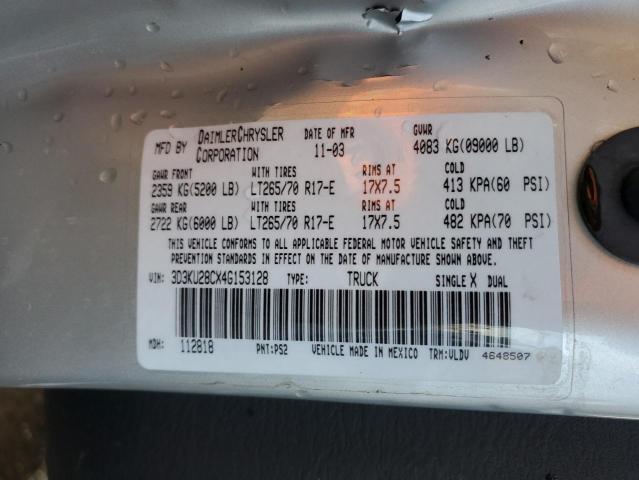 MFD BY DAIMLERCHRYSLER CORPORATION DATE OF MFR 11-03 GVWR 4083 KG(09000 LB)
GAWR FRONT WITH TIRES RIMS AT COLD
2359 KG(5200 LB) LT265/70 R17-E 17X7.5 413 KPA(60 PSI)
GAWR REAR WITH TIRES RIMS AT COLD
2722 KG(6000 LB) LT265/70 R17-E 17X7.5 482 KPA(70 PSI)
THIS VEHICLE CONFORMS TO ALL APPLICABLE FEDERAL MOTOR VEHICLE SAFETY AND THEFT
PREVENTION STANDARDS IN EFFECT ON THE DATE OF MANUFACTURE SHOWN ABOVE.
VIN: 3D3KU28CX4G153128 TYPE: TRUCK SINGLE X DUAL
MDH: 112818 PNT:PS2 VEHICLE MADE IN MEXICO TRM:VLDV 4648507